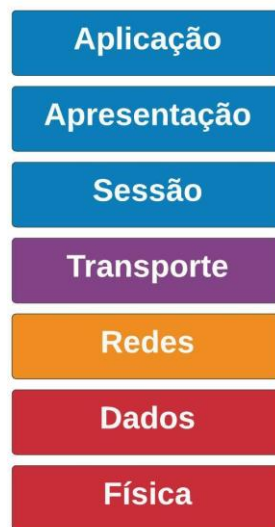 Aplicação
Apresentação
Sessão
Transporte
Redes
Dados
Física